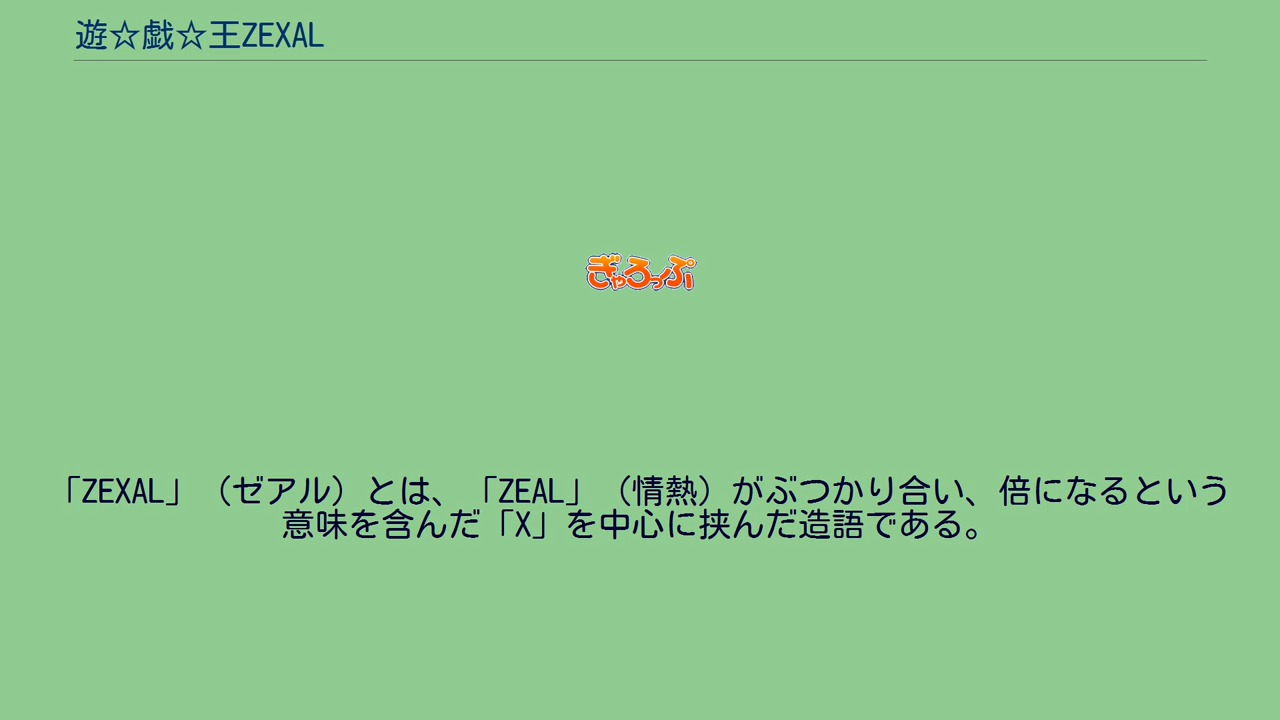 遊☆戯☆王ZEXAL
ぎゃろっぷ
「ZEXAL」（ゼアル）とは、「ZEAL」（情熱）がぶつかり合い、倍になるという
意味を含んだ「X」を中心に挟んだ造語である。